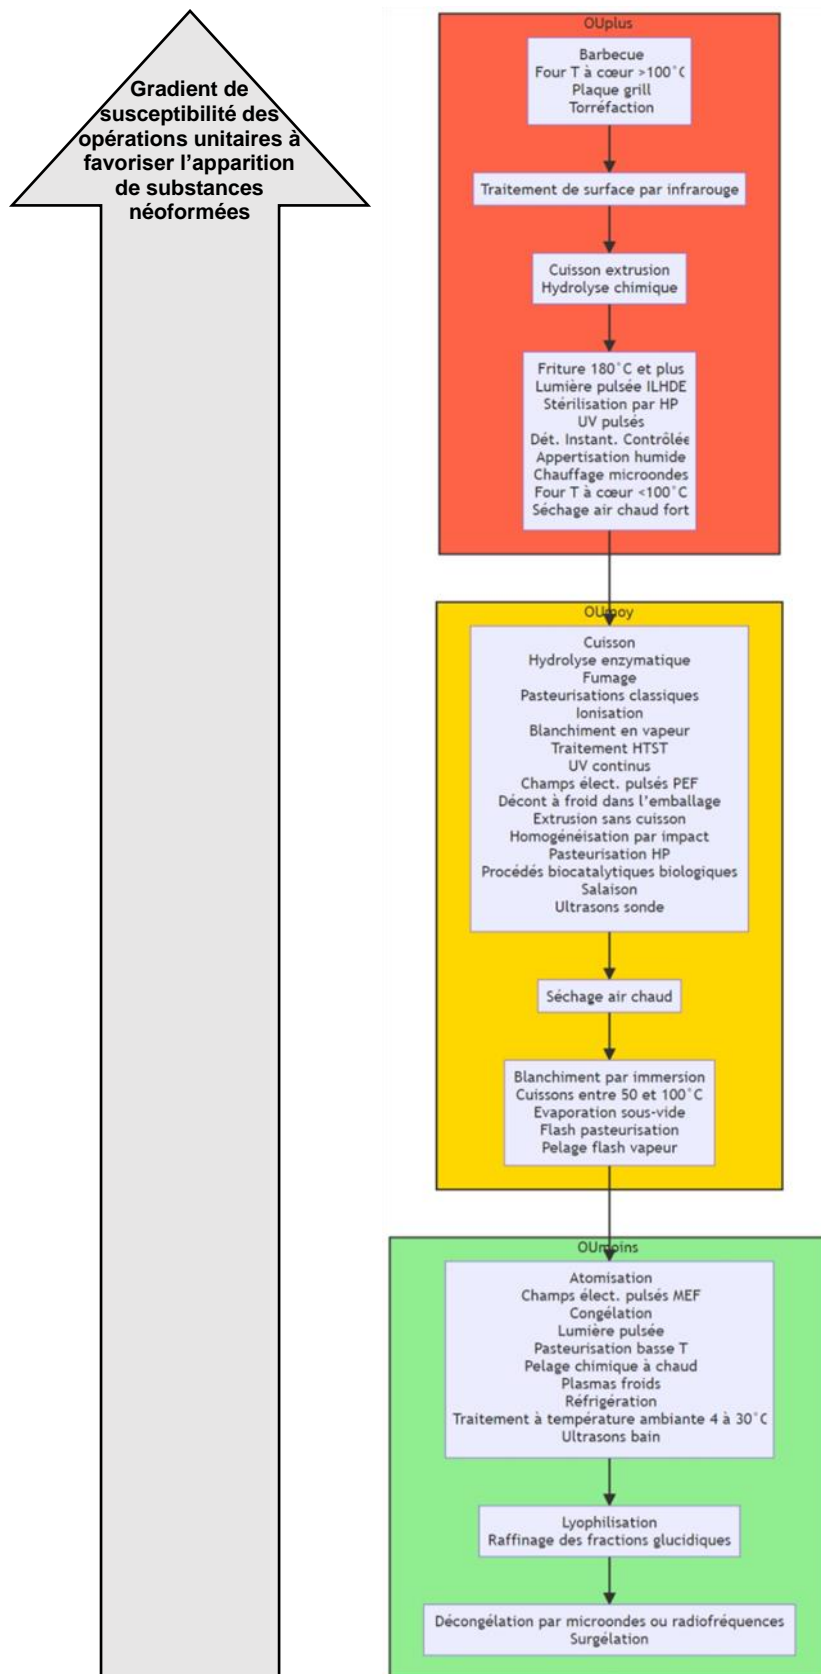 Gradient de
susceptibilité des
opérations unitaires à
favoriser l’apparition
de substances
néoformées
OUplus
Barbecue
Four T à cœur >100°C
Plaque grill
Torréfaction
Traitement de surface par infrarouge
Cuisson extrusion
Hydrolyse chimique
Friture 180°C et plus
Lumière pulsée ILHDE
Stérilisation par HP
UV pulsés
Dét. Instant. Contrôlée
Appertisation humide
Chauffage microondes
Four T à cœur <100°C
Séchage air chaud fort
OUmoy
Cuisson
Hydrolyse enzymatique
Fumage
Pasteurisations classiques
Ionisation
Blanchiment en vapeur
Traitement HTST
UV continus
Champs élect. pulsés PEF
Décont à froid dans l’emballage
Extrusion sans cuisson
Homogénéisation par impact
Pasteurisation HP
Procédés biocatalytiques biologiques
Salaison
Ultrasons sonde
Séchage air chaud
Blanchiment par immersion
Cuissons entre 50 et 100°C
Evaporation sous-vide
Flash pasteurisation
Pelage flash vapeur
OUmoins
Atomisation
Champs élect. pulsés MEF
Congélation
Lumière pulsée
Pasteurisation basse T
Pelage chimique à chaud
Plasmas froids
Réfrigération
Traitement à température ambiante 4 à 30°C
Ultrasons bain
Lyophilisation
Raffinage des fractions glucidiques
Décongélation par microondes ou radiofréquences
Surgélation